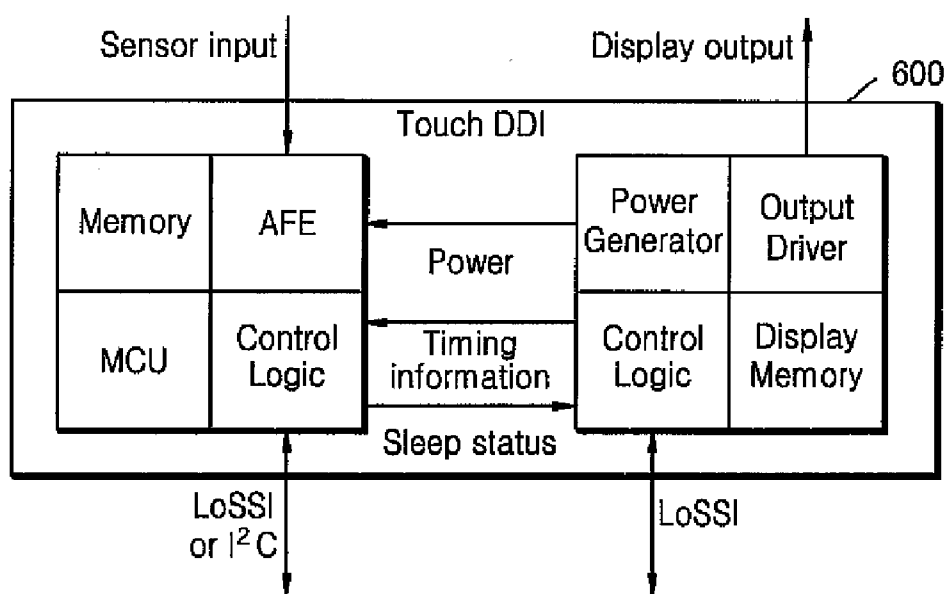 Sensor input
Display output
600
Touch DDI
Memory
AFE
Power
Generator
Output
Driver
Power
MCU
Control
Logic
Timing
information
Control
Logic
Display
Memory
Sleep status
LoSSI
or I²C
LoSSI